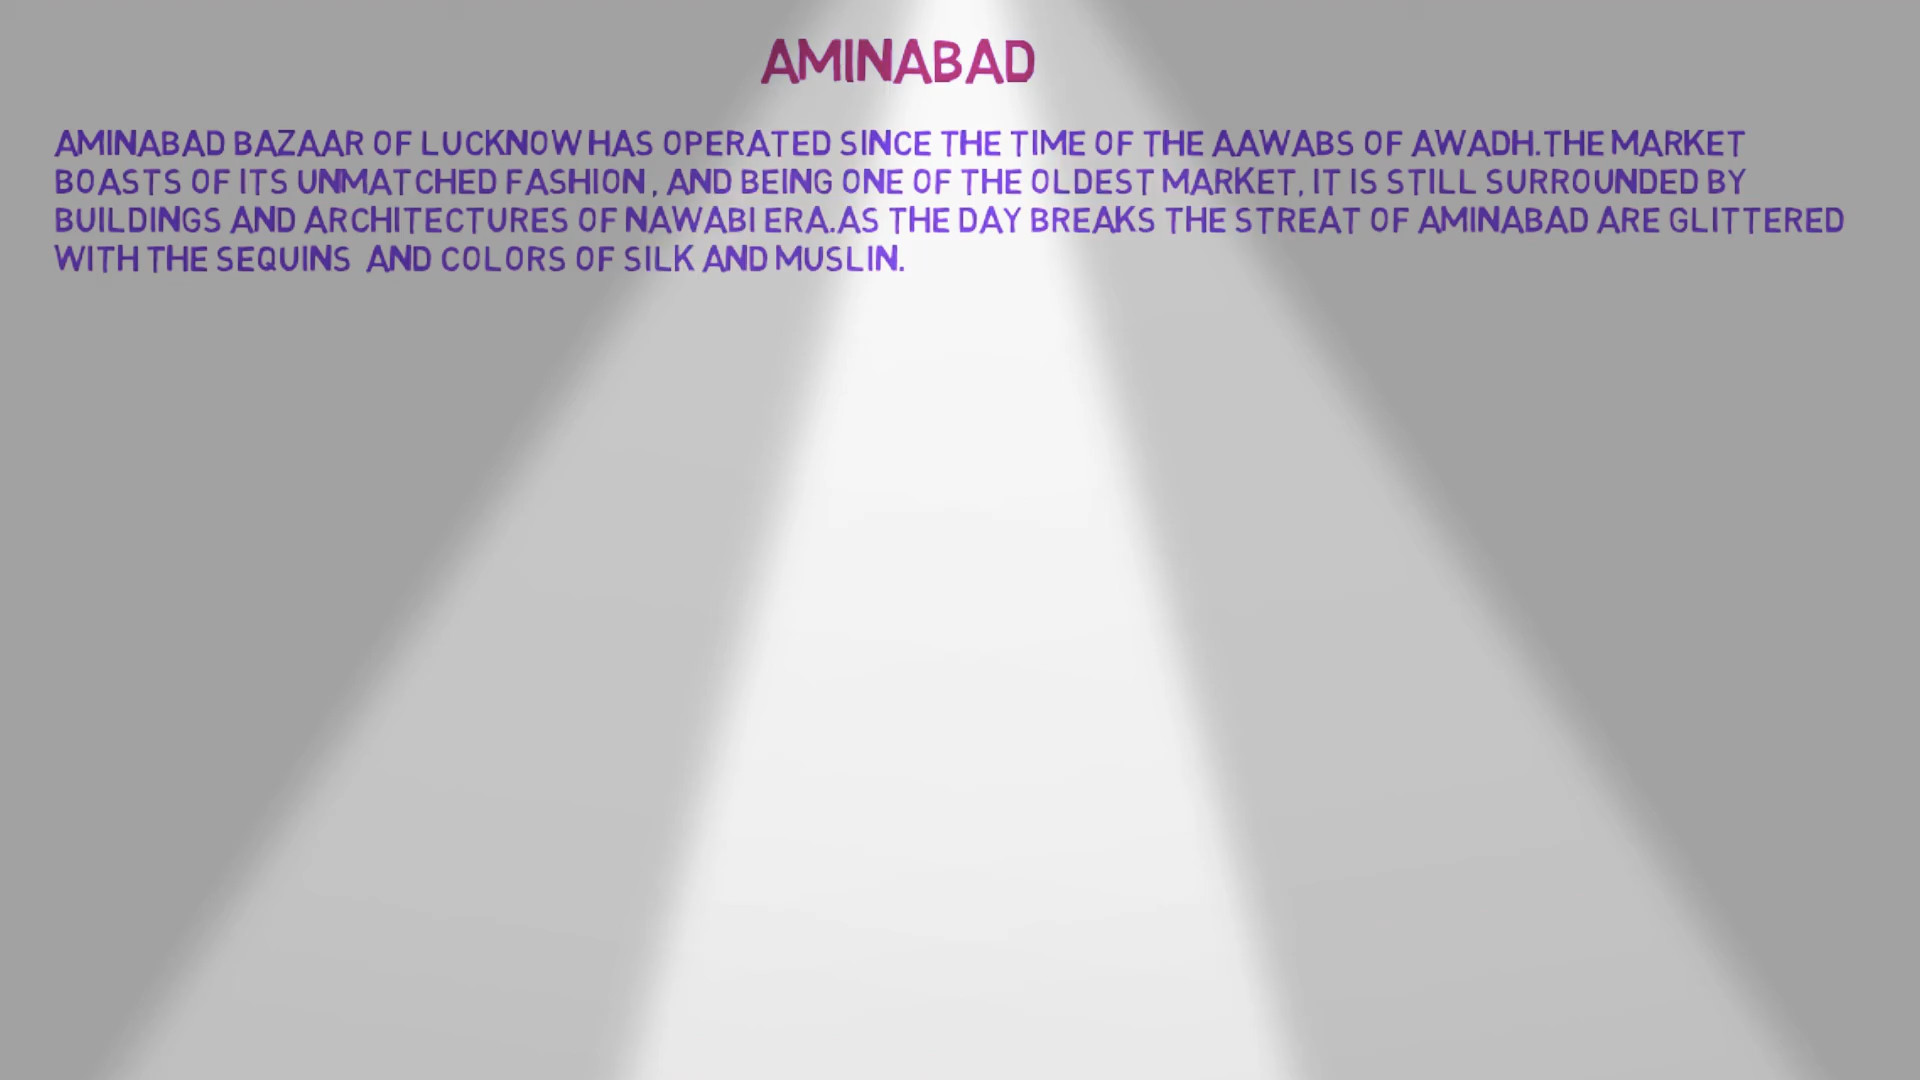 AMINABAD
AMINABAD BAZAAR OF LUCKNOW HAS OPERATED SINCE THE TIME OF THE AAWABS OF AWADH.THE MARKET
BOASTS OF ITS UNMATCHED FASHION , AND BEING ONE OF THE OLDEST MARKET, IT IS STILL SURROUNDED BY
BUILDINGS AND ARCHITECTURES OF NAWABI ERA.AS THE DAY BREAKS THE STREAT OF AMINABAD ARE GLITTERED
WITH THE SEQUINS  AND COLORS OF SILK AND MUSLIN.